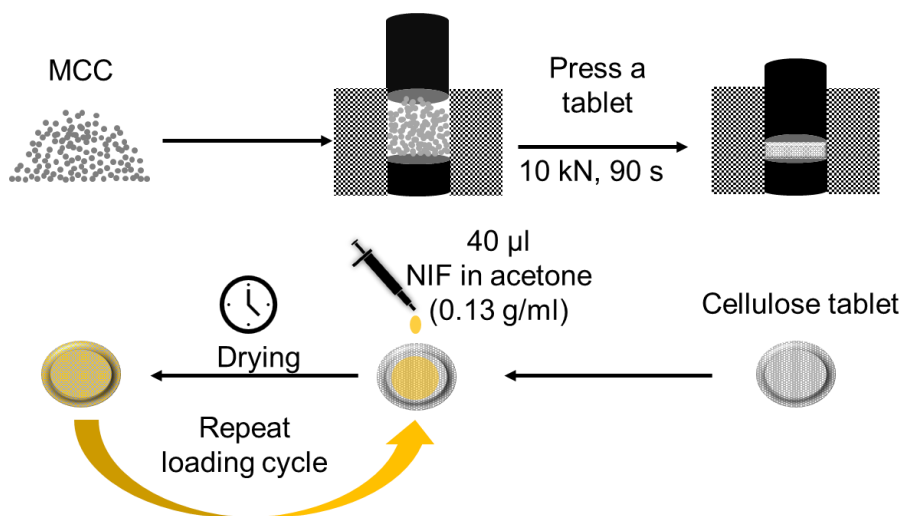 MCC
Press a
tablet
10 kN, 90 s
40 µl
NIF in acetone
(0.13 g/ml)
Cellulose tablet
Drying
Repeat
loading cycle